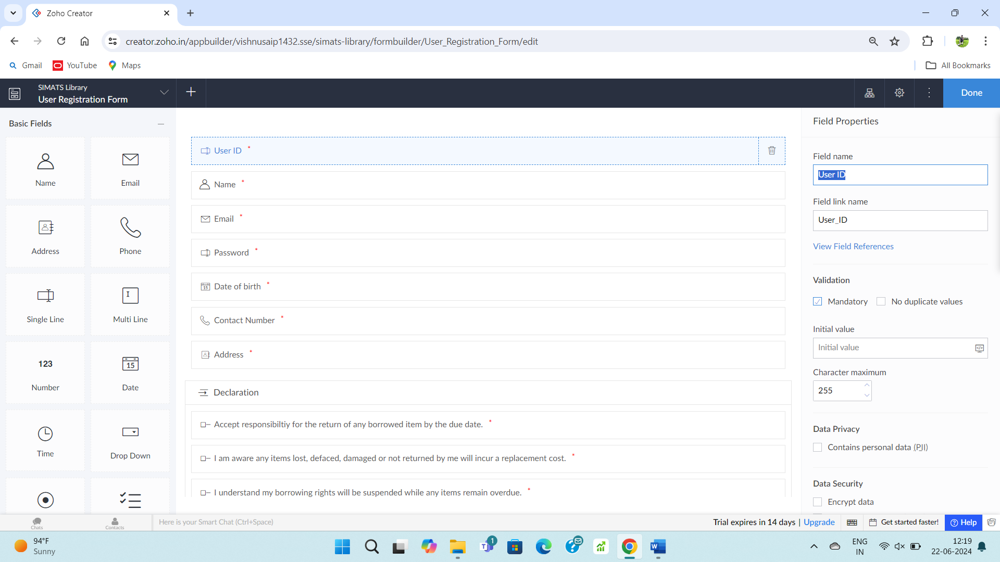 Zoho Creator
creator.zoho.in/appbuilder/vishnusaip1432.sse/simats-library/formbuilder/User_Registration_Form/edit
Gmail YouTube Maps All Bookmarks
SIMATS Library
User Registration Form
Done
Basic Fields
Name
Email
Address
Phone
Single Line
Multi Line
123
Number
15
Date
Time
Drop Down
User ID *
Name *
Email *
Password *
15 Date of birth *
Contact Number *
Address *
Declaration
Accept responsibiltiy for the return of any borrowed item by the due date. *
I am aware any items lost, defaced, damaged or not returned by me will incur a replacement cost. *
I understand my borrowing rights will be suspended while any items remain overdue. *
Field Properties
Field name
User ID
Field link name
User_ID
View Field References
Validation
Mandatory No duplicate values
Initial value
Initial value
Character maximum
255
Data Privacy
Contains personal data (PII)
Data Security
Encrypt data
Chats
Contacts
Here is your Smart Chat (Ctrl+Space)
Trial expires in 14 days | Upgrade
Get started faster!
Help
94°F
Sunny
1
ENG
IN
12:19
22-06-2024